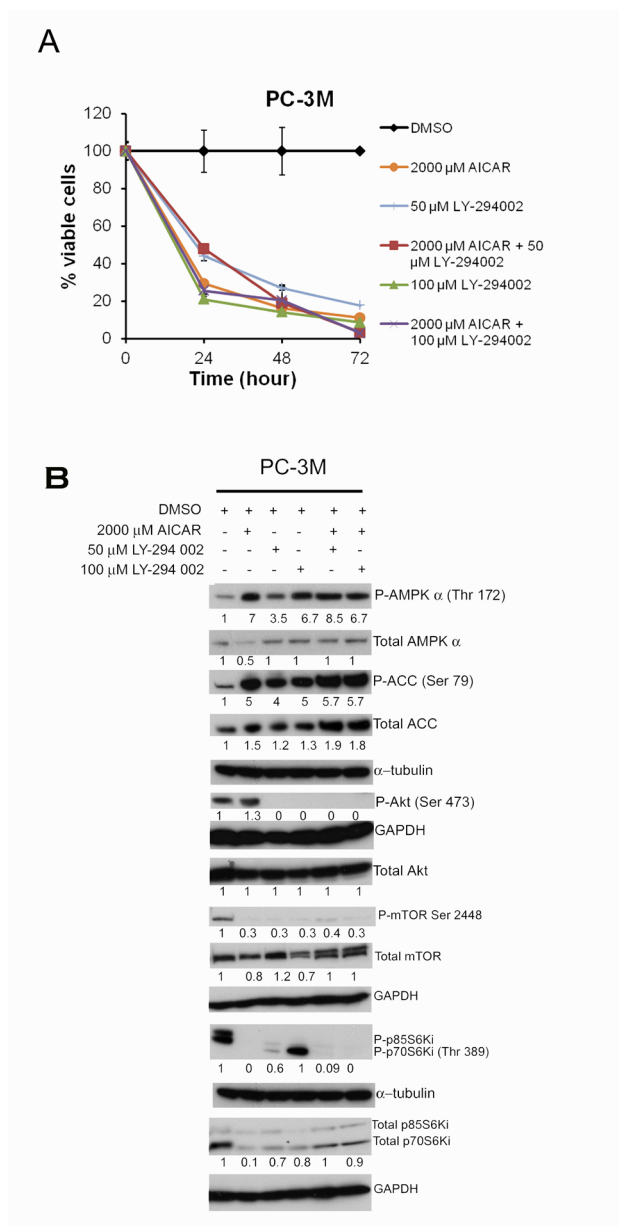 A
PC-3M
120
100
80
60
40
20
0
% viable cells
0 24 48 72
Time (hour)
DMSO
2000 µM AICAR
50 µM LY-294002
2000 µM AICAR + 50
µM LY-294002
100 µM LY-294002
2000 µM AICAR +
100 µM LY-294002
B
PC-3M
DMSO + + + + + +
2000 µM AICAR - + - - + +
50 µM LY-294 002 - - + - + -
100 µM LY-294 002 - - - + - +
P-AMPK α (Thr 172)
1 7 3.5 6.7 8.5 6.7
Total AMPK α
1 0.5 1 1 1 1
P-ACC (Ser 79)
1 5 4 5 5.7 5.7
Total ACC
1 1.5 1.2 1.3 1.9 1.8
α-tubulin
P-Akt (Ser 473)
1 1.3 0 0 0 0
GAPDH
Total Akt
1 1 1 1 1 1
P-mTOR Ser 2448
1 0.3 0.3 0.3 0.4 0.3
Total mTOR
1 0.8 1.2 0.7 1 1
GAPDH
P-p85S6Ki
P-p70S6Ki (Thr 389)
1 0 0.6 1 0.09 0
α-tubulin
Total p85S6Ki
Total p70S6Ki
1 0.1 0.7 0.8 1 0.9
GAPDH